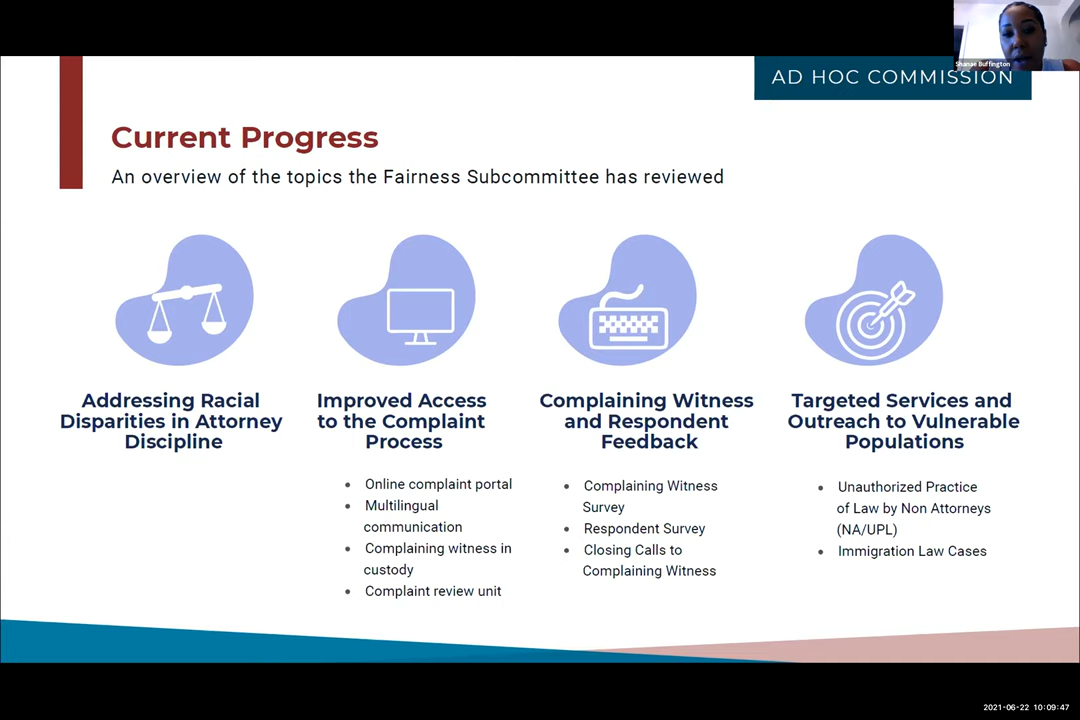 Shanae Buffington
AD HOC COMMISSION
Current Progress
An overview of the topics the Fairness Subcommittee has reviewed
Addressing Racial
Disparities in Attorney
Discipline
Improved Access
to the Complaint
Process
• Online complaint portal
• Multilingual
communication
• Complaining witness in
custody
• Complaint review unit
Complaining Witness
and Respondent
Feedback
• Complaining Witness
Survey
• Respondent Survey
• Closing Calls to
Complaining Witness
Targeted Services and
Outreach to Vulnerable
Populations
• Unauthorized Practice
of Law by Non Attorneys
(NA/UPL)
• Immigration Law Cases
2021-06-22 10:09:47